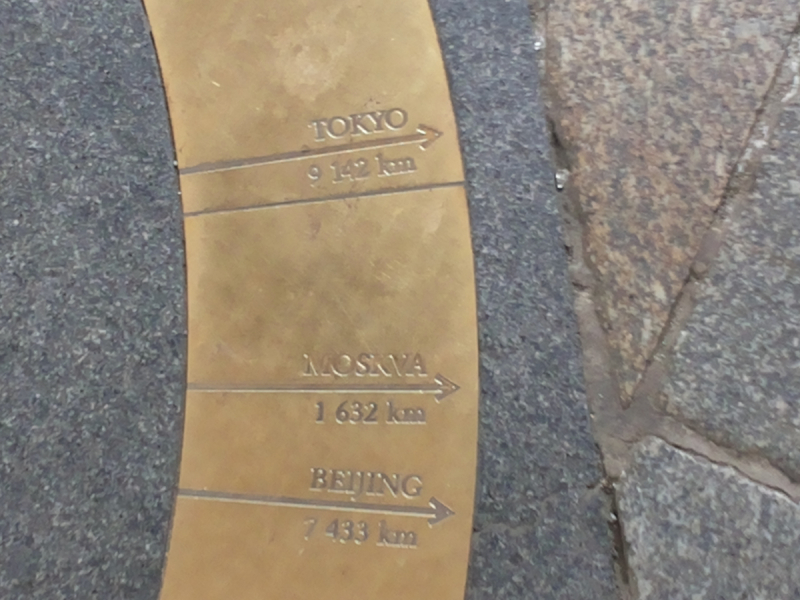 TOKYO
9 142 km
MOSKVA
1 632 km
BEIJING
7 433 km